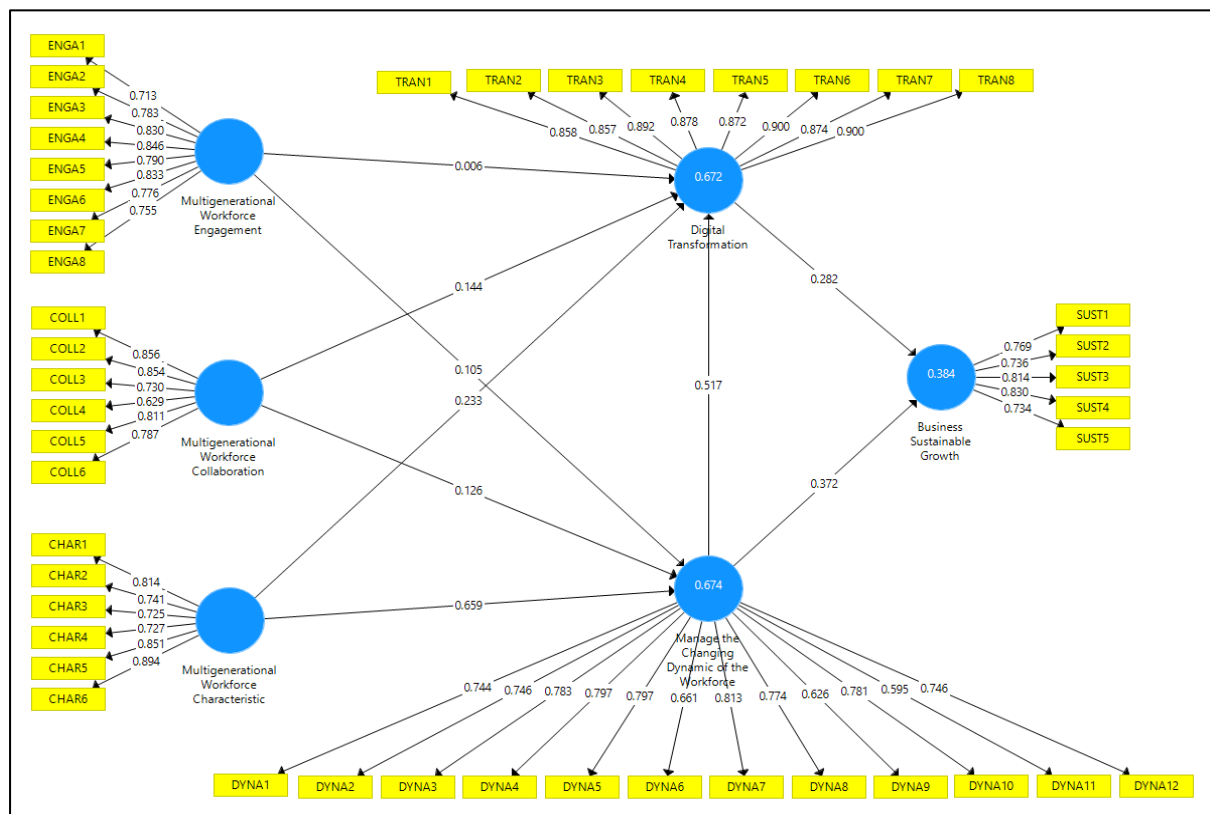 ENGA1
ENGA2
ENGA3
ENGA4
ENGA5
ENGA6
ENGA7
ENGA8
0.713
0.783
0.830
0.846
0.790
0.833
0.776
0.755
Multigenerational
Workforce
Engagement
TRAN1
TRAN2
TRAN3
TRAN4
TRAN5
TRAN6
TRAN7
TRAN8
0.858
0.857
0.892
0.878
0.872
0.900
0.874
0.900
0.672
Digital
Transformation
0.006
0.144
0.105
0.233
0.517
0.282
COLL1
COLL2
COLL3
COLL4
COLL5
COLL6
0.856
0.854
0.730
0.629
0.811
0.787
Multigenerational
Workforce
Collaboration
0.126
0.372
0.384
Business
Sustainable
Growth
0.769
0.736
0.814
0.830
0.734
SUST1
SUST2
SUST3
SUST4
SUST5
CHAR1
CHAR2
CHAR3
CHAR4
CHAR5
CHAR6
0.814
0.741
0.725
0.727
0.851
0.894
Multigenerational
Workforce
Characteristic
0.659
0.674
Manage the
Changing
Dynamic of the
Workforce
0.744
0.746
0.783
0.797
0.797
0.661
0.813
0.774
0.626
0.781
0.595
0.746
DYNA1
DYNA2
DYNA3
DYNA4
DYNA5
DYNA6
DYNA7
DYNA8
DYNA9
DYNA10
DYNA11
DYNA12